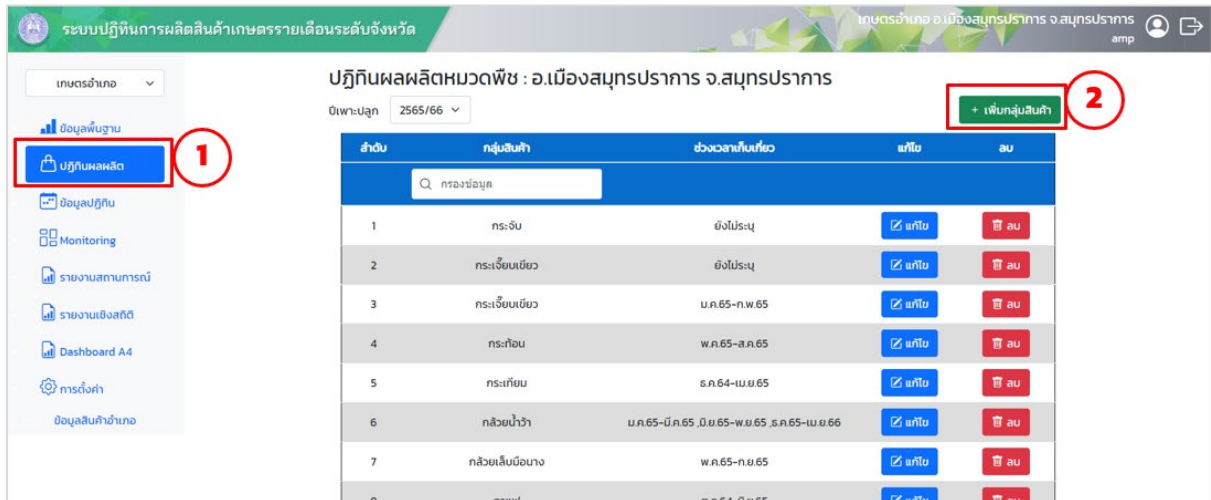 ระบบปฏิทินการผลิตสินค้าเกษตรรายเดือนระดับจังหวัด
เกษตรอำเภอ อ.เมืองสมุทรปราการ จ.สมุทรปราการ
amp
เกษตรอำเภอ
ข้อมูลพื้นฐาน
ปฏิทินผลผลิต
1
ข้อมูลปฏิทิน
Monitoring
รายงานสถานการณ์
รายงานเชิงสถิติ
Dashboard A4
การตั้งค่า
ข้อมูลสินค้าอำเภอ
ปฏิทินผลผลิตหมวดพืช : อ.เมืองสมุทรปราการ จ.สมุทรปราการ
ปีเพาะปลูก 2565/66
+ เพิ่มกลุ่มสินค้า
2
ลำดับ กลุ่มสินค้า ช่วงเวลาเก็บเกี่ยว แก้ไข ลบ
กรองข้อมูล
1 กระจับ ยังไม่ระบุ แก้ไข ลบ
2 กระเจี๊ยบเขียว ยังไม่ระบุ แก้ไข ลบ
3 กระเจี๊ยบเขียว ม.ค.65-ก.พ.65 แก้ไข ลบ
4 กระท้อน พ.ค.65-ส.ค.65 แก้ไข ลบ
5 กระเทียม ธ.ค.64-เม.ย.65 แก้ไข ลบ
6 กล้วยน้ำว้า ม.ค.65-มี.ค.65 ,มิ.ย.65-พ.ย.65 ,ธ.ค.65-เม.ย.66 แก้ไข ลบ
7 กล้วยเล็บมือนาง พ.ค.65-ก.ย.65 แก้ไข ลบ